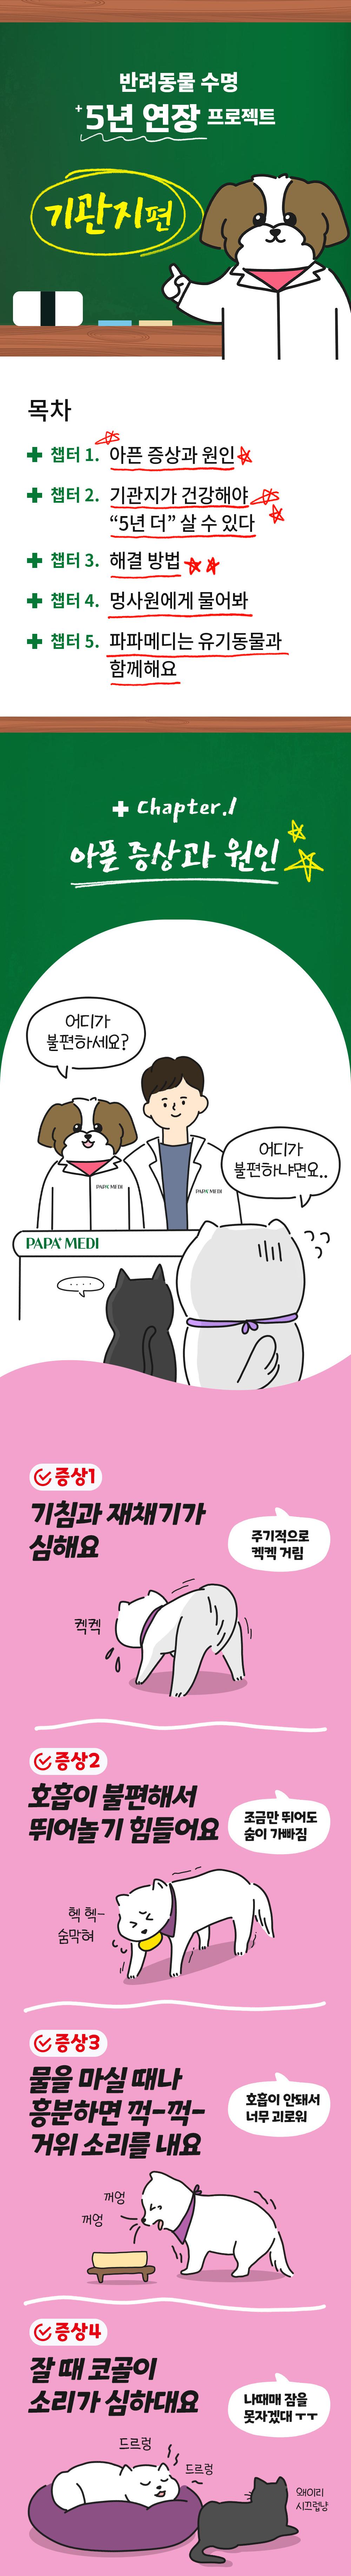 반려동물 수명
+5년 연장 프로젝트
기관지편
목차
챕터 1. 아픈 증상과 원인
챕터 2. 기관지가 건강해야
“5년 더” 살 수 있다
챕터 3. 해결 방법
챕터 4. 멍사원에게 물어봐
챕터 5. 파파메디는 유기동물과
함께해요
Chapter.1
아픈 증상과 원인
어디가
불편하세요?
어디가
불편하냐면요..
PAPA+ MEDI
PAPA+ MEDI
PAPA+ MEDI
....
증상1
기침과 재채기가
심해요
주기적으로
켁켁 거림
켁켁
증상2
호흡이 불편해서
뛰어놀기 힘들어요
조금만 뛰어도
숨이 가빠짐
헥 헥~
숨막혀
증상3
물을 마실 때나
흥분하면 꺽-꺽-
거위 소리를 내요
호흡이 안돼서
너무 괴로워
꺼엉
꺼엉
증상4
잘 때 코골이
소리가 심하대요
나때매 잠을
못자겠대 ㅜㅜ
드르렁
드르렁
왜이리
시끄럽냥